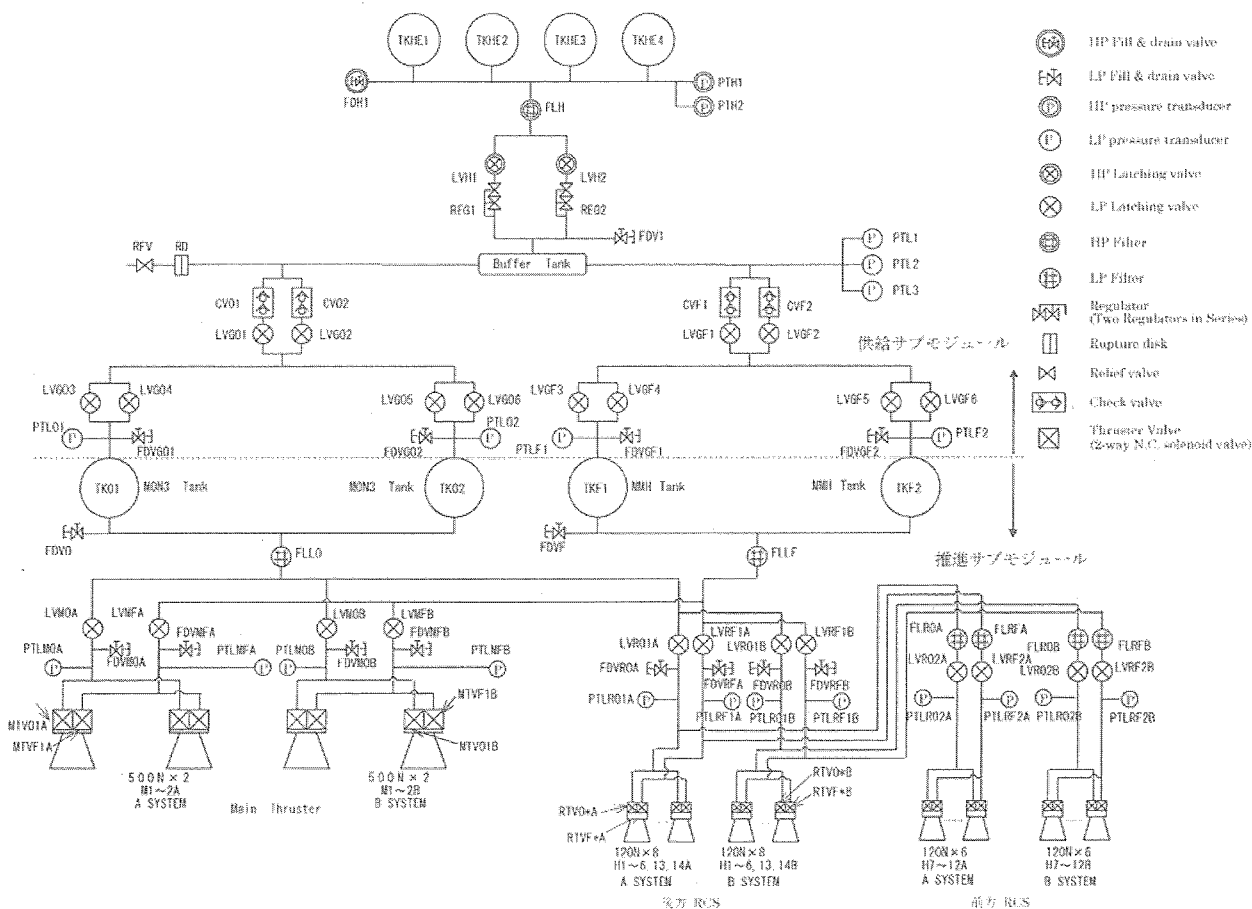 TKHE1
TKHE2
TKHE3
TKHE4
FDH1
PTH1
PTH2
FLH
LVH1
LVH2
REG1
REG2
FDV1
RFV
RD
Buffer Tank
PTL1
PTL2
PTL3
CVO1
CVO2
CVF1
CVF2
LVGO1
LVGO2
LVGF1
LVGF2
供給サブモジュール
LVGO3
LVGO4
LVGO5
LVGO6
LVGF3
LVGF4
LVGF5
LVGF6
PTLO1
FDVGO1
PTLO2
FDVGO2
PTLF1
FDVGF1
PTLF2
FDVGF2
TKO1
MON3 Tank
MON3 Tank
TKO2
TKF1
MMH Tank
MMH Tank
TKF2
FDVO
FDVF
FLLO
FLLF
推進サブモジュール
LVMOA
LVMFA
LVMOB
LVMFB
FDVMFA
FDVMFB
PTLMOA
FDVMOA
PTLMFA
PTLMOB
FDVMOB
PTLMFB
MTVO1A
MTVF1A
MTVF1B
MTVO1B
500N×2
M1～2A
A SYSTEM
Main Thruster
500N×2
M1～2B
B SYSTEM
LVRO1A
LVRF1A
LVRO1B
LVRF1B
FDVROA
FDVRFA
FDVROB
FDVRFB
PTLRO1A
PTLRF1A
PTLRO1B
PTLRF1B
FLROA
FLRFA
FLROB
FLRFB
LVRO2A
LVRF2A
LVRO2B
LVRF2B
PTLRO2A
PTLRF2A
PTLRO2B
PTLRF2B
RTVO*A
RTVF*A
RTVO*B
RTVF*B
120N×8
H1～6, 13, 14A
A SYSTEM
120N×8
H1～6, 13, 14B
B SYSTEM
後方 RCS
120N×6
H7～12A
A SYSTEM
120N×6
H7～12B
B SYSTEM
前方 RCS
HP Fill & drain valve
LP Fill & drain valve
P HP pressure transducer
P LP pressure transducer
HP Latching valve
LP Latching valve
HP Filter
LP Filter
Regulator
(Two Regulators in Series)
Rupture disk
Relief valve
Check valve
Thruster Valve
(2-way N.C. solenoid valve)